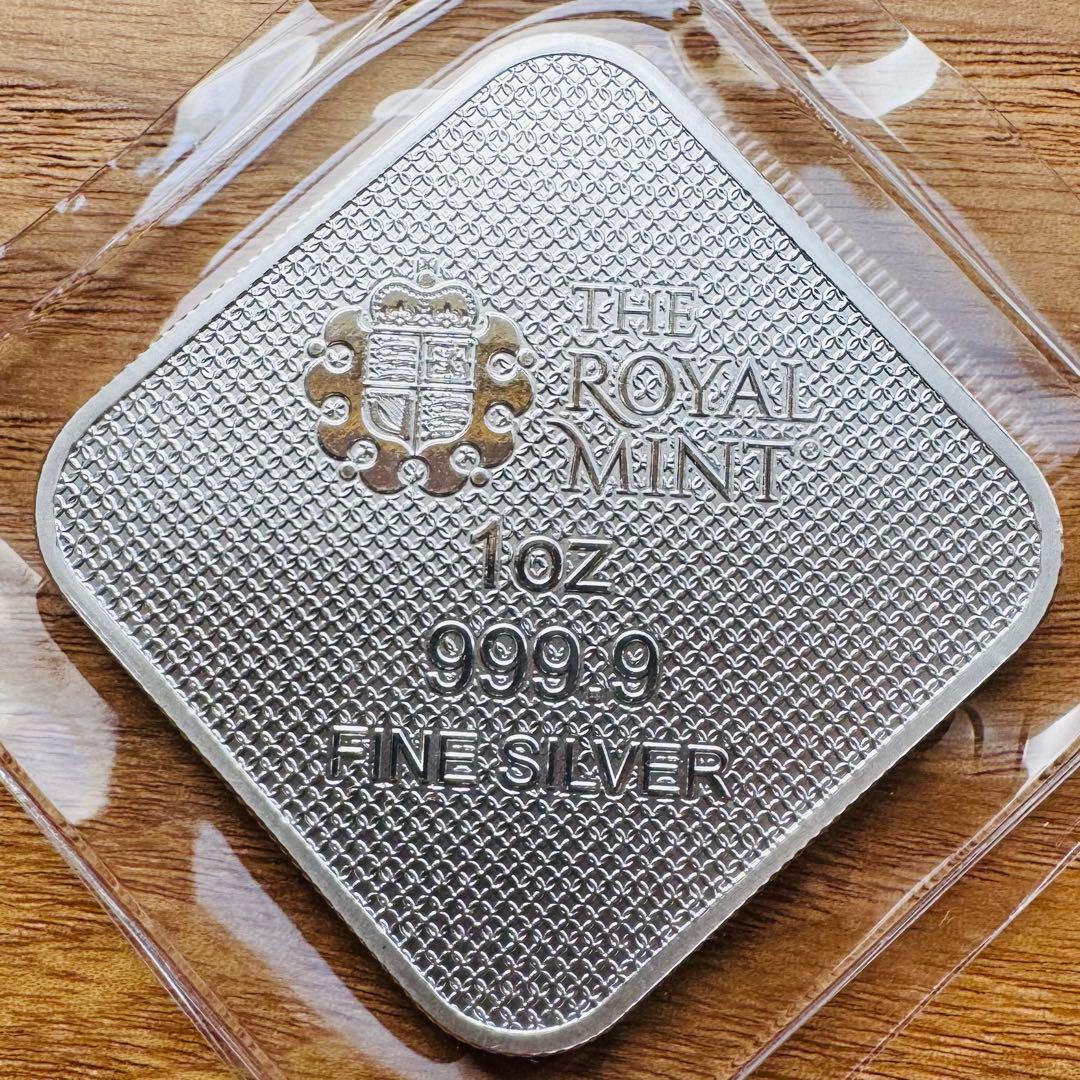 THE
ROYAL
MINT®
1OZ
999.9
FINE SILVER